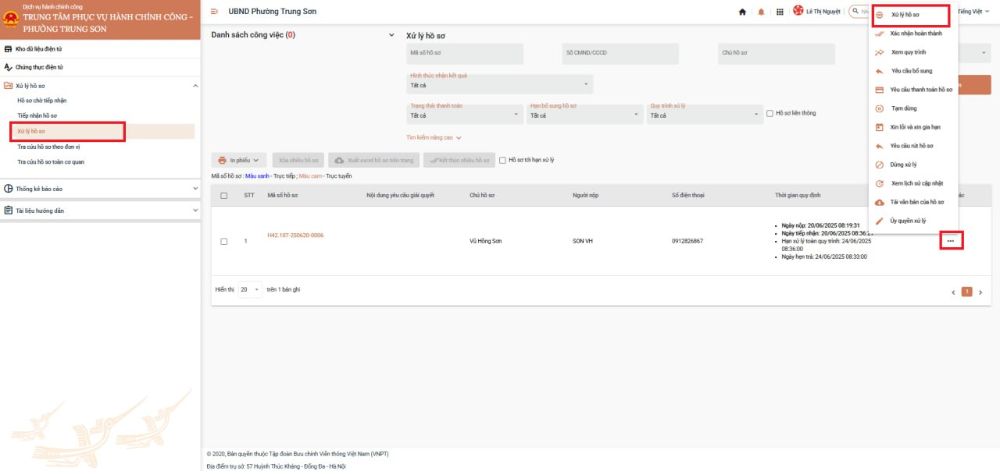 Dịch vụ hành chính công
TRUNG TÂM PHỤC VỤ HÀNH CHÍNH CÔNG -
PHƯỜNG TRUNG SƠN
UBND Phường Trung Sơn
Lê Thị Nguyệt
Tiếng Việt
Kho dữ liệu điện tử
Chứng thực điện tử
Xử lý hồ sơ
Hồ sơ chờ tiếp nhận
Tiếp nhận hồ sơ
Xử lý hồ sơ
Tra cứu hồ sơ theo đơn vị
Tra cứu hồ sơ toàn cơ quan
Thống kê báo cáo
Tài liệu hướng dẫn
Danh sách công việc (0)
Xử lý hồ sơ
Mã số hồ sơ
Số CMND/CCCD
Chủ hồ sơ
Hình thức nhận kết quả
Tất cả
Trạng thái thanh toán
Tất cả
Hạn bổ sung hồ sơ
Tất cả
Quy trình xử lý
Tất cả
Hồ sơ liên thông
Tìm kiếm nâng cao
In phiếu
Xóa nhiều hồ sơ
Xuất excel hồ sơ trên trang
Kết thúc nhiều hồ sơ
Hồ sơ tới hạn xử lý
Mã số hồ sơ : Màu xanh - Trực tiếp ; Màu cam - Trực tuyến
STT
Mã số hồ sơ
Nội dung yêu cầu giải quyết
Chủ hồ sơ
Người nộp
Số điện thoại
Thời gian quy định
1
H42.107-250620-0006
Vũ Hồng Sơn
SON VH
0912826867
Ngày nộp: 20/06/2025 08:19:31
Ngày tiếp nhận: 20/06/2025 08:36:21
Hạn xử lý toàn quy trình: 24/06/2025
08:36:00
Ngày hẹn trả: 24/06/2025 08:33:00
Hiển thị 20 trên 1 bản ghi
1
Xử lý hồ sơ
Xác nhận hoàn thành
Xem quy trình
Yêu cầu bổ sung
Yêu cầu thanh toán hồ sơ
Tạm dừng
Xin lỗi và xin gia hạn
Yêu cầu rút hồ sơ
Dừng xử lý
Xem lịch sử cập nhật
Tải văn bản của hồ sơ
Ủy quyền xử lý
© 2020, Bản quyền thuộc Tập đoàn Bưu chính Viễn thông Việt Nam (VNPT)
Địa điểm trụ sở: 57 Huỳnh Thúc Kháng - Đống Đa - Hà Nội